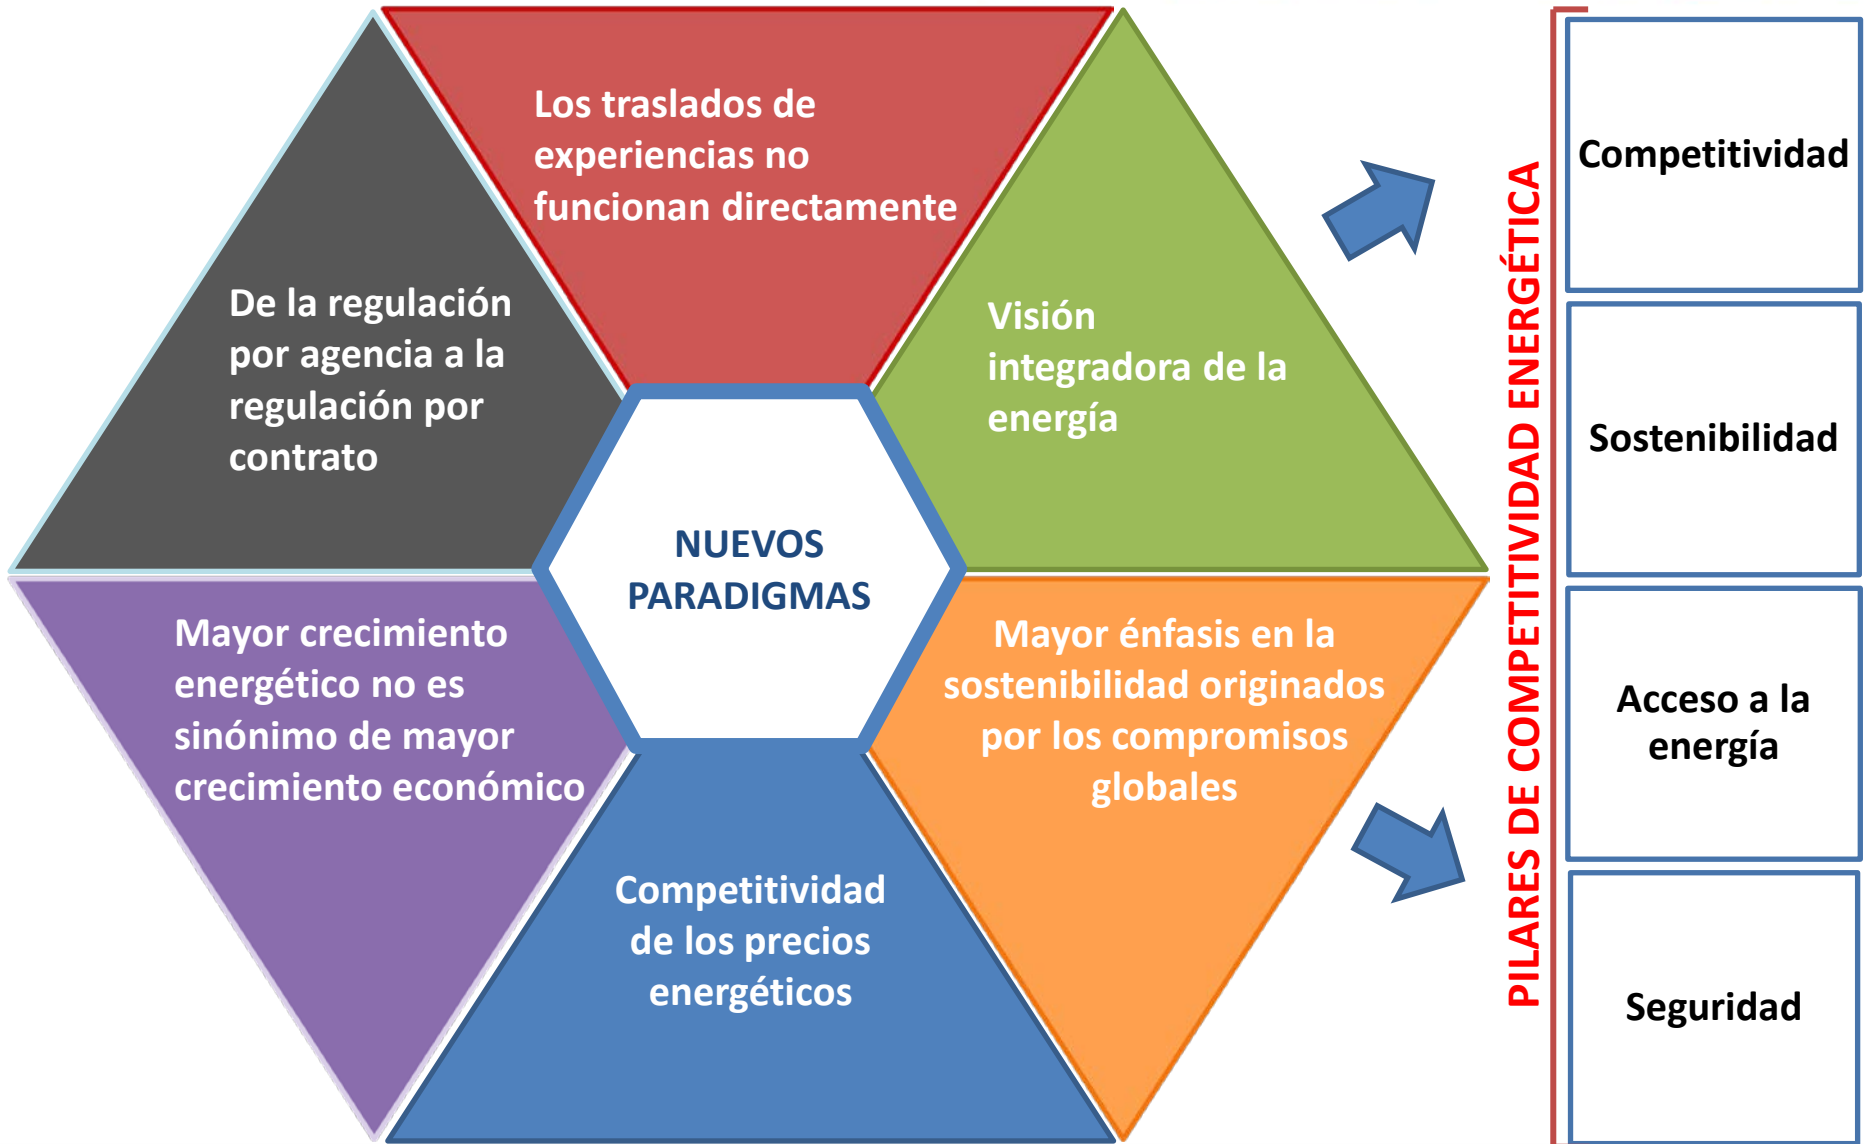 Los traslados de
experiencias no
funcionan directamente
De la regulación
por agencia a la
regulación por
contrato
Visión
integradora de la
energía
NUEVOS
PARADIGMAS
Mayor crecimiento
energético no es
sinónimo de mayor
crecimiento económico
Mayor énfasis en la
sostenibilidad originados
por los compromisos
globales
Competitividad
de los precios
energéticos
PILARES DE COMPETITIVIDAD ENERGÉTICA
Competitividad
Sostenibilidad
Acceso a la
energía
Seguridad